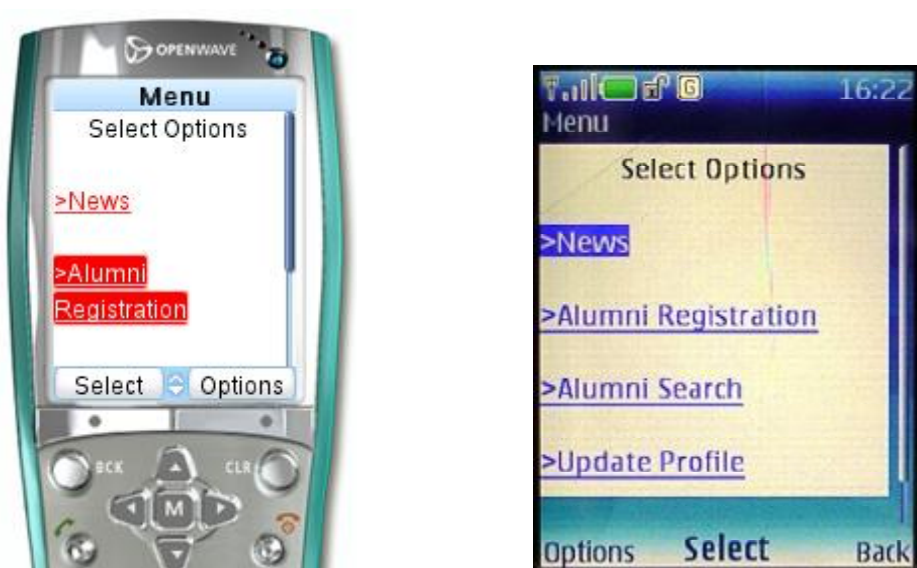 OPENWAVE
Menu
Select Options
>News
>Alumni
Registration
Select Options
BCK CLR
M
G 16:22
Menu
Select Options
>News
>Alumni Registration
>Alumni Search
>Update Profile
Options Select Back